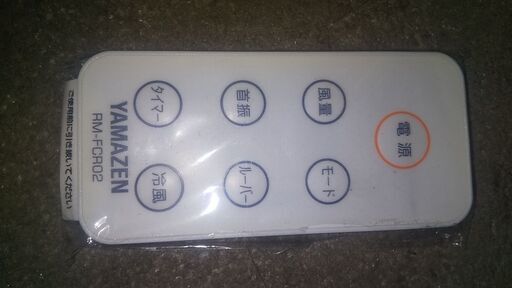 電源
風量
モード
首振
ルーバー
タイマー
冷風
YAMAZEN
RM-FCR02
ご使用前に引き抜いてください